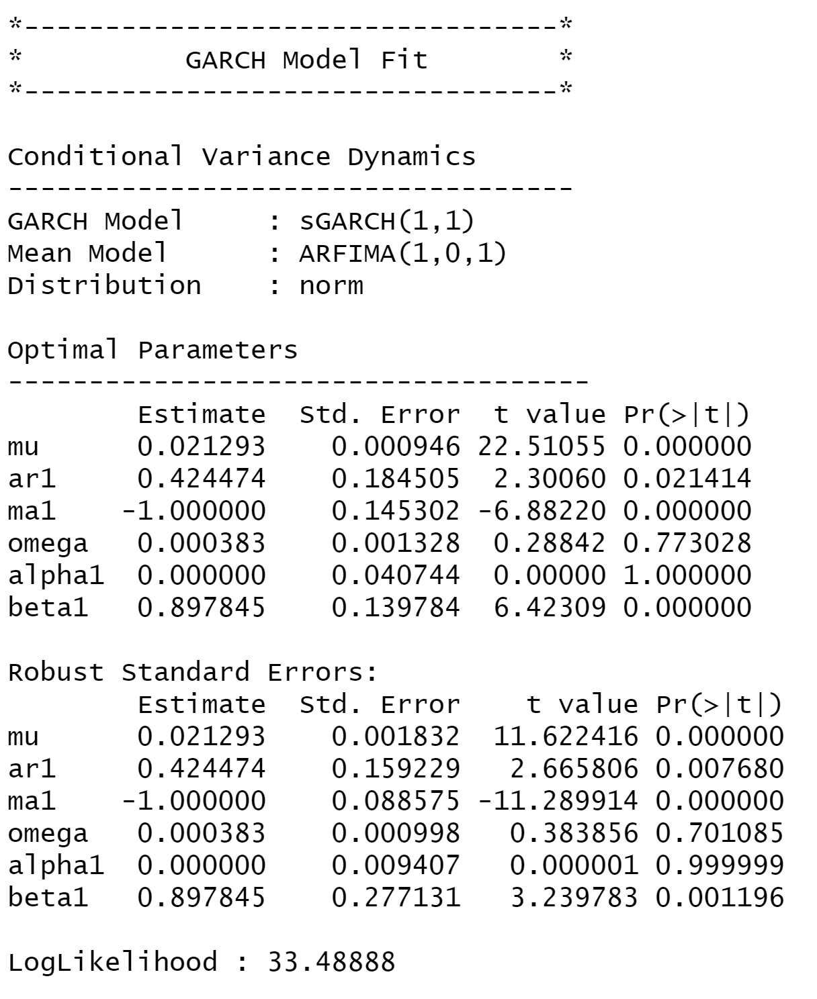 *---------------------------------*
*          GARCH Model Fit        *
*---------------------------------*

Conditional Variance Dynamics
-----------------------------------
GARCH Model     : sGARCH(1,1)
Mean Model      : ARFIMA(1,0,1)
Distribution    : norm

Optimal Parameters
------------------------------------
        Estimate  Std. Error  t value Pr(>|t|)
mu      0.021293    0.000946 22.51055 0.000000
ar1     0.424474    0.184505  2.30060 0.021414
ma1    -1.000000    0.145302 -6.88220 0.000000
omega   0.000383    0.001328  0.28842 0.773028
alpha1  0.000000    0.040744  0.00000 1.000000
beta1   0.897845    0.139784  6.42309 0.000000

Robust Standard Errors:
        Estimate  Std. Error    t value Pr(>|t|)
mu      0.021293    0.001832  11.622416 0.000000
ar1     0.424474    0.159229   2.665806 0.007680
ma1    -1.000000    0.088575 -11.289914 0.000000
omega   0.000383    0.000998   0.383856 0.701085
alpha1  0.000000    0.009407   0.000001 0.999999
beta1   0.897845    0.277131   3.239783 0.001196

LogLikelihood : 33.48888